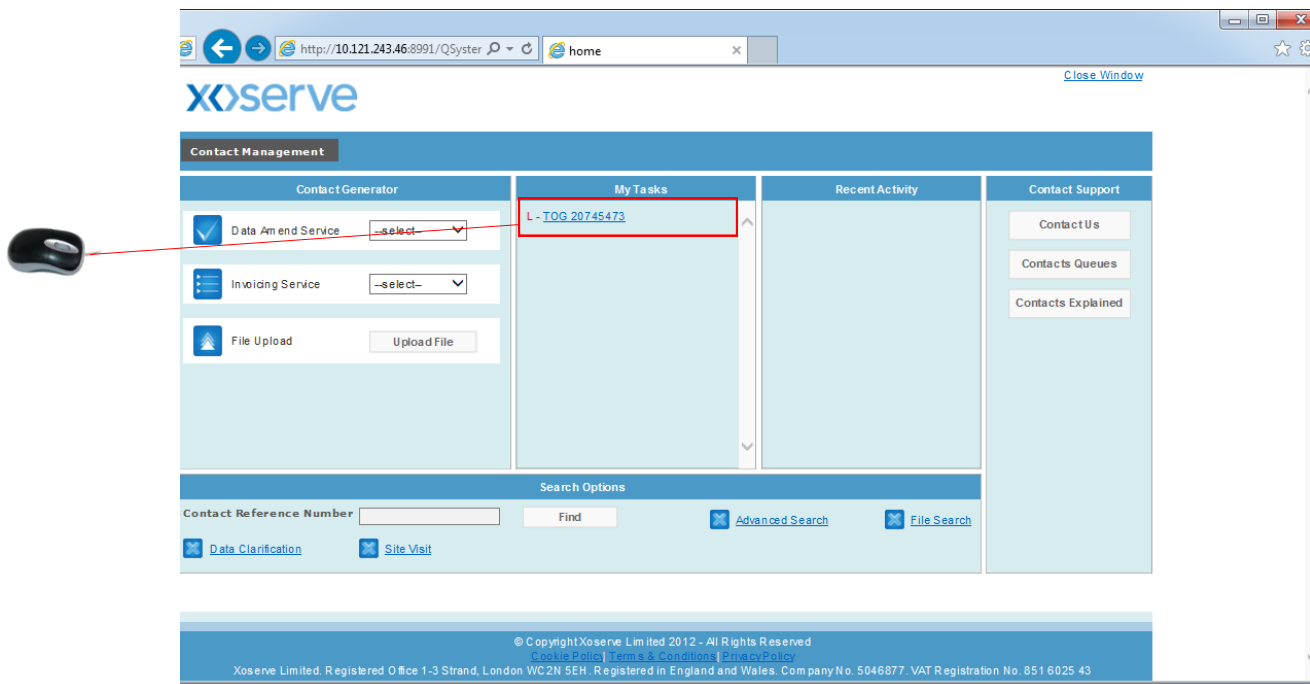 http://10.121.243.46:8991/QSyster
home
Close Window
xoserve
Contact Management
Contact Generator
My Tasks
Recent Activity
Contact Support
L - TOG 20745473
Data Amend Service
--select--
Contact Us
Contacts Queues
Invoicing Service
--select--
Contacts Explained
File Upload
Upload File
Search Options
Contact Reference Number
Find
Advanced Search
File Search
Data Clarification
Site Visit
© Copyright Xoserve Limited 2012 - All Rights Reserved
Cookie Policy| Terms & Conditions| Privacy Policy
Xoserve Limited. Registered Office 1-3 Strand, London WC2N 5EH. Registered in England and Wales. Company No. 5046877. VAT Registration No. 851 6025 43